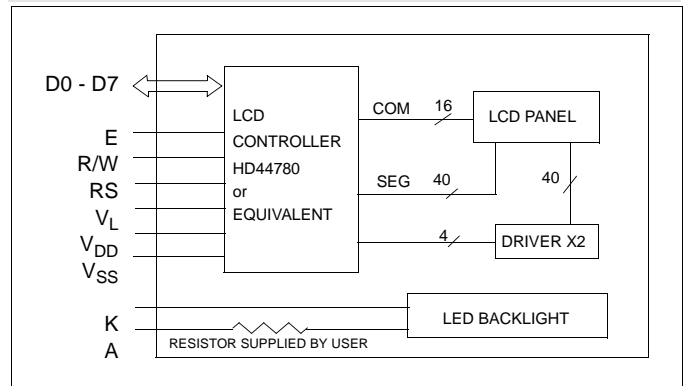 D0 - D7
E
R/W
RS
VL
VDD
VSS
K
A
LCD
CONTROLLER
HD44780
or
EQUIVALENT
COM 16
SEG 40
4
LCD PANEL
40
DRIVER X2
LED BACKLIGHT
RESISTOR SUPPLIED BY USER